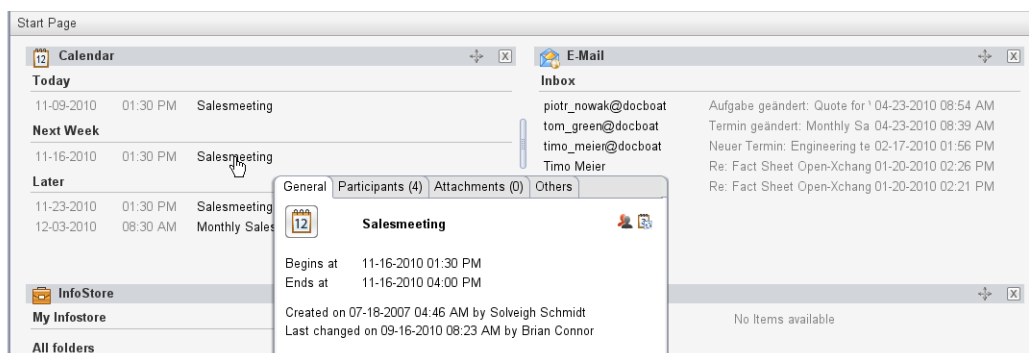 Start Page
Calendar
Today
11-09-2010 01:30 PM Salesmeeting
Next Week
11-16-2010 01:30 PM Salesmeeting
Later
11-23-2010 01:30 PM Salesmeeting
12-03-2010 08:30 AM Monthly Sales
E-Mail
Inbox
piotr_nowak@docboat Aufgabe geändert: Quote for 04-23-2010 08:54 AM
tom_green@docboat Termin geändert: Monthly Sa 04-23-2010 08:39 AM
timo_meier@docboat Neuer Termin: Engineering te 02-17-2010 01:56 PM
Timo Meier Re: Fact Sheet Open-Xchang 01-20-2010 02:26 PM
Re: Fact Sheet Open-Xchang 01-20-2010 02:21 PM
General Participants (4) Attachments (0) Others
12 Salesmeeting
Begins at 11-16-2010 01:30 PM
Ends at 11-16-2010 04:00 PM
Created on 07-18-2007 04:46 AM by Solveigh Schmidt
Last changed on 09-16-2010 08:23 AM by Brian Connor
InfoStore
My Infostore
All folders
No Items available